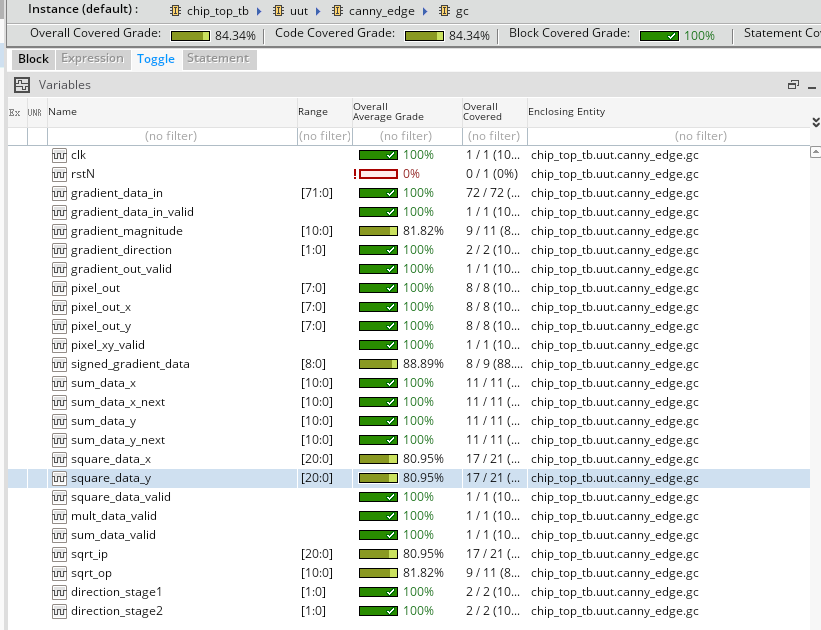 Instance (default) : chip_top_tb uut canny_edge gc
Overall Covered Grade: 84.34% Code Covered Grade: 84.34% Block Covered Grade: 100% Statement Co
Block Expression Toggle Statement
Variables
Ex UNR Name Range Overall Average Grade Overall Covered Enclosing Entity
(no filter) (no filter) (no filter) (no filter) (no filter)
clk 100% 1 / 1 (10... chip_top_tb.uut.canny_edge.gc
rstN ! 0% 0 / 1 (0%) chip_top_tb.uut.canny_edge.gc
gradient_data_in [71:0] 100% 72 / 72 (... chip_top_tb.uut.canny_edge.gc
gradient_data_in_valid 100% 1 / 1 (10... chip_top_tb.uut.canny_edge.gc
gradient_magnitude [10:0] 81.82% 9 / 11 (8... chip_top_tb.uut.canny_edge.gc
gradient_direction [1:0] 100% 2 / 2 (10... chip_top_tb.uut.canny_edge.gc
gradient_out_valid 100% 1 / 1 (10... chip_top_tb.uut.canny_edge.gc
pixel_out [7:0] 100% 8 / 8 (10... chip_top_tb.uut.canny_edge.gc
pixel_out_x [7:0] 100% 8 / 8 (10... chip_top_tb.uut.canny_edge.gc
pixel_out_y [7:0] 100% 8 / 8 (10... chip_top_tb.uut.canny_edge.gc
pixel_xy_valid 100% 1 / 1 (10... chip_top_tb.uut.canny_edge.gc
signed_gradient_data [8:0] 88.89% 8 / 9 (88.... chip_top_tb.uut.canny_edge.gc
sum_data_x [10:0] 100% 11 / 11 (... chip_top_tb.uut.canny_edge.gc
sum_data_x_next [10:0] 100% 11 / 11 (... chip_top_tb.uut.canny_edge.gc
sum_data_y [10:0] 100% 11 / 11 (... chip_top_tb.uut.canny_edge.gc
sum_data_y_next [10:0] 100% 11 / 11 (... chip_top_tb.uut.canny_edge.gc
square_data_x [20:0] 80.95% 17 / 21 (... chip_top_tb.uut.canny_edge.gc
square_data_y [20:0] 80.95% 17 / 21 (... chip_top_tb.uut.canny_edge.gc
square_data_valid 100% 1 / 1 (10... chip_top_tb.uut.canny_edge.gc
mult_data_valid 100% 1 / 1 (10... chip_top_tb.uut.canny_edge.gc
sum_data_valid 100% 1 / 1 (10... chip_top_tb.uut.canny_edge.gc
sqrt_ip [20:0] 80.95% 17 / 21 (... chip_top_tb.uut.canny_edge.gc
sqrt_op [10:0] 81.82% 9 / 11 (8... chip_top_tb.uut.canny_edge.gc
direction_stage1 [1:0] 100% 2 / 2 (10... chip_top_tb.uut.canny_edge.gc
direction_stage2 [1:0] 100% 2 / 2 (10... chip_top_tb.uut.canny_edge.gc